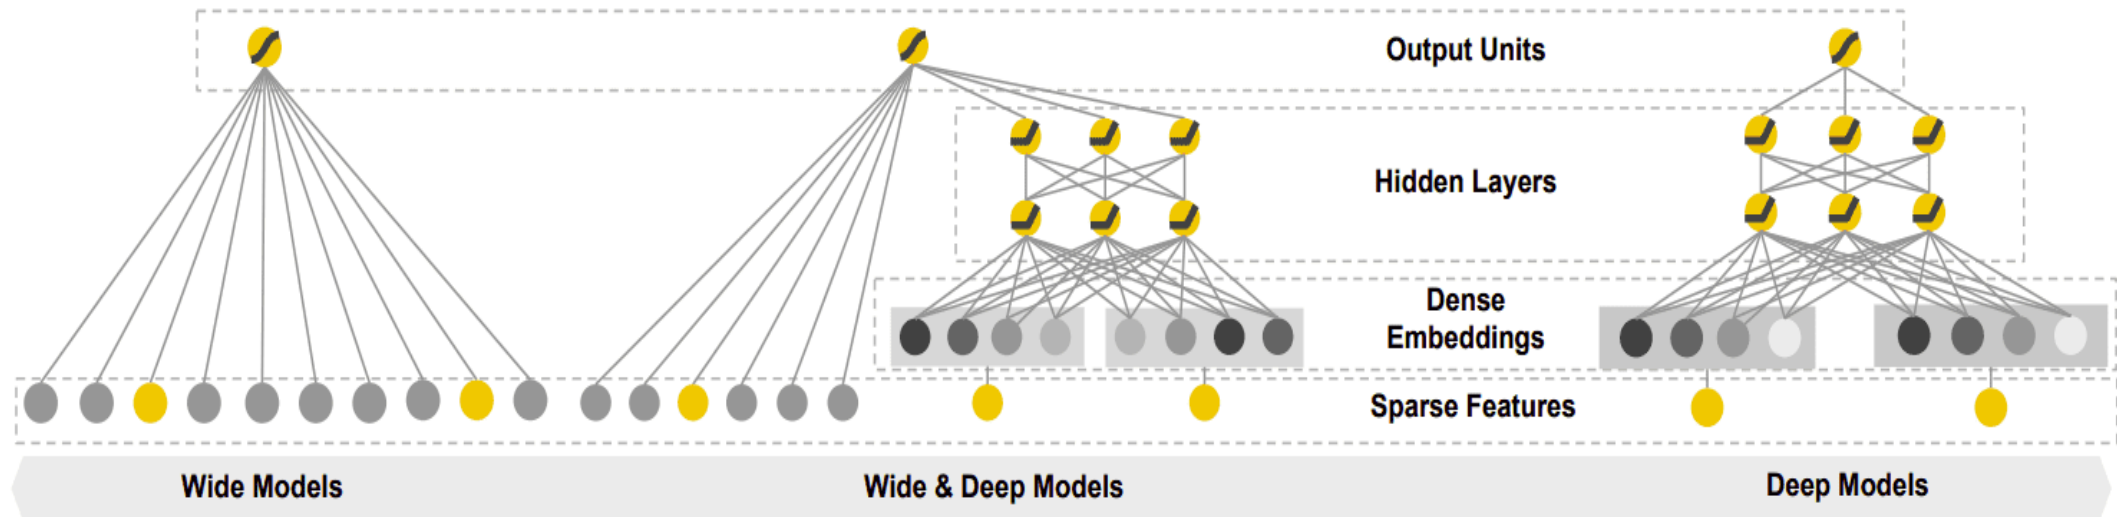 Output Units
Hidden Layers
Dense
Embeddings
Sparse Features
Wide Models
Wide & Deep Models
Deep Models